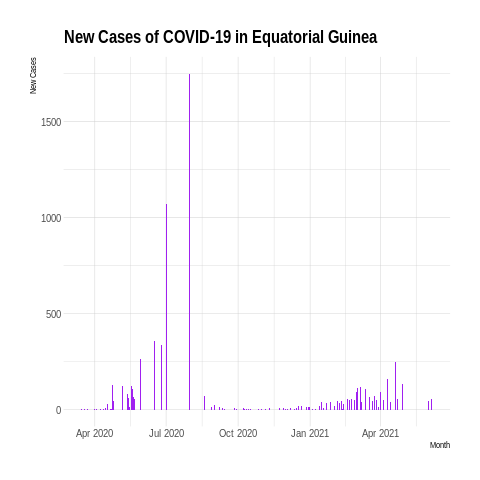 New Cases of COVID-19 in Equatorial Guinea
New Cases
1500
1000
500
0
Apr 2020 Jul 2020 Oct 2020 Jan 2021 Apr 2021
Month